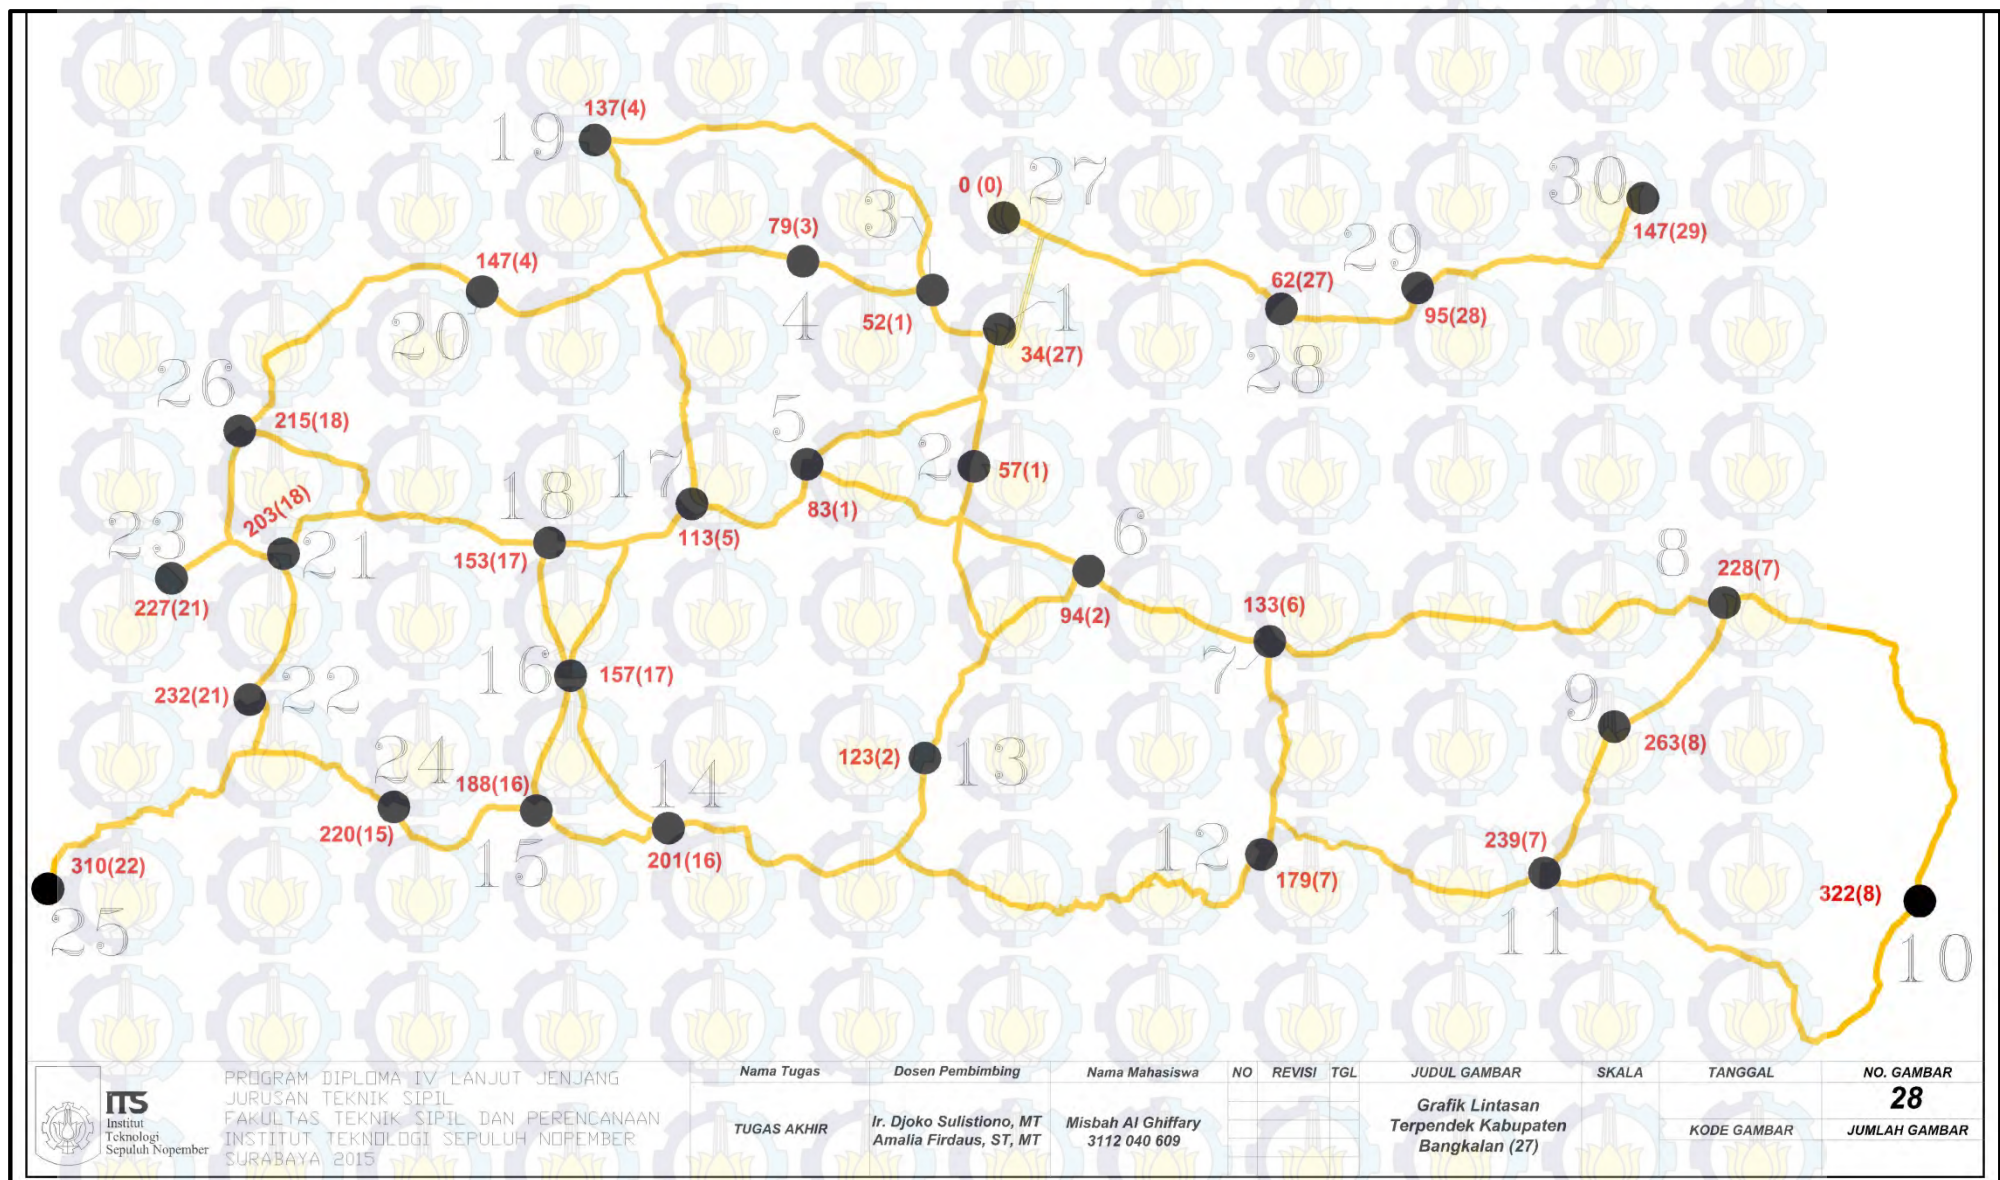 137(4)
19
0 (0)
27
30
79(3)
3
147(29)
29
147(4)
62(27)
1
4
52(1)
95(28)
20
34(27)
28
26
215(18)
5
2
57(1)
17
18
203(18)
83(1)
23
6
113(5)
153(17)
21
8
228(7)
227(21)
133(6)
94(2)
16
157(17)
7
232(21)
22
9
263(8)
123(2)
13
24
188(16)
14
220(15)
12
239(7)
201(16)
310(22)
15
179(7)
322(8)
25
11
10
ITS
Institut
Teknologi
Sepuluh Nopember
PROGRAM DIPLOMA IV LANJUT JENJANG
JURUSAN TEKNIK SIPIL
FAKULTAS TEKNIK SIPIL DAN PERENCANAAN
INSTITUT TEKNOLOGI SEPULUH NOPEMBER
SURABAYA 2015
Nama Tugas
TUGAS AKHIR
Dosen Pembimbing
Ir. Djoko Sulistiono, MT
Amalia Firdaus, ST, MT
Nama Mahasiswa
Misbah Al Ghiffary
3112 040 609
NO REVISI TGL
JUDUL GAMBAR
Grafik Lintasan
Terpendek Kabupaten
Bangkalan (27)
SKALA
TANGGAL
KODE GAMBAR
NO. GAMBAR
28
JUMLAH GAMBAR